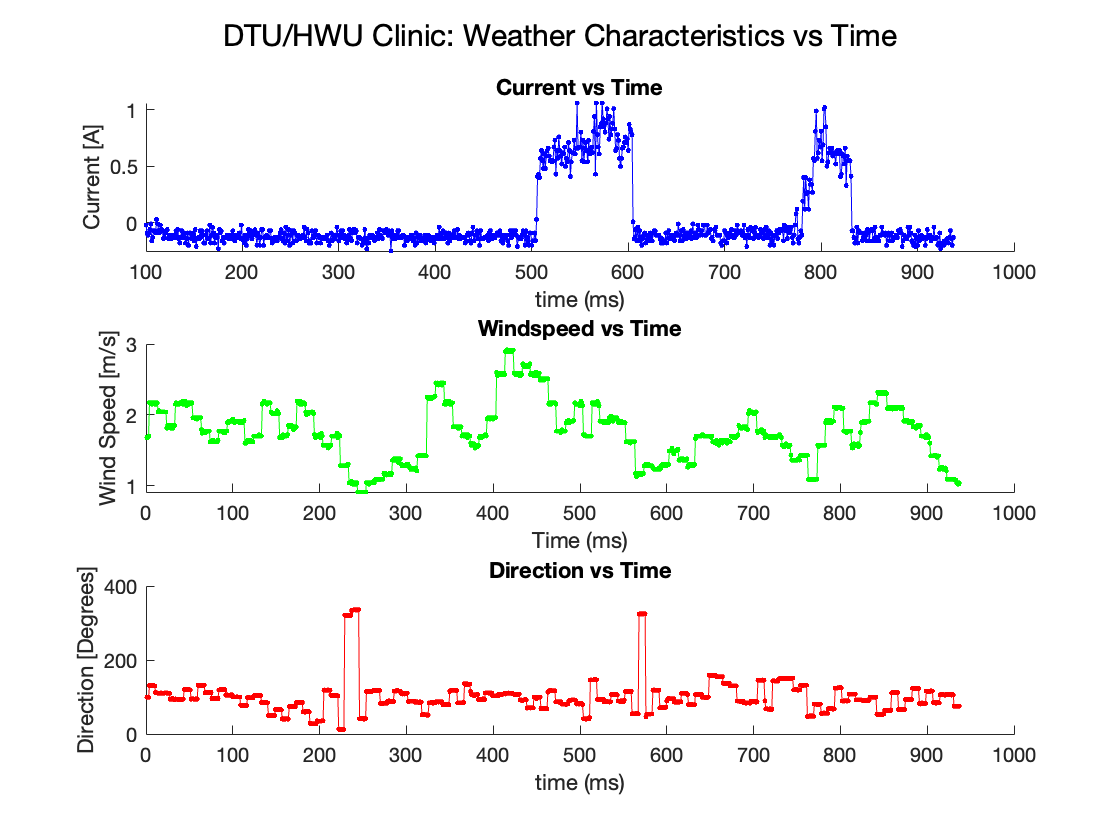 DTU/HWU Clinic: Weather Characteristics vs Time
Current vs Time
Current [A]
1
0.5
0
100 200 300 400 500 600 700 800 900 1000
time (ms)
Windspeed vs Time
Wind Speed [m/s]
3
2
1
0 100 200 300 400 500 600 700 800 900 1000
Time (ms)
Direction vs Time
Direction [Degrees]
400
200
0
0 100 200 300 400 500 600 700 800 900 1000
time (ms)